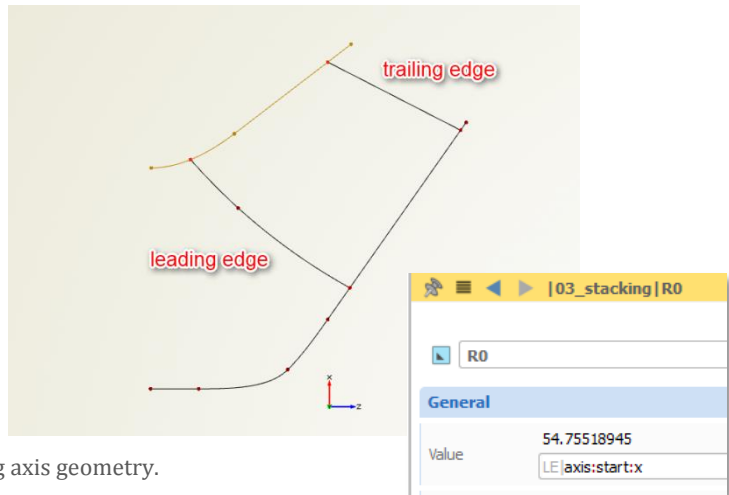 trailing edge
leading edge
x
z
|03_stacking|R0
R0
General
Value
54.75518945
LE|axis:start:x
axis geometry.